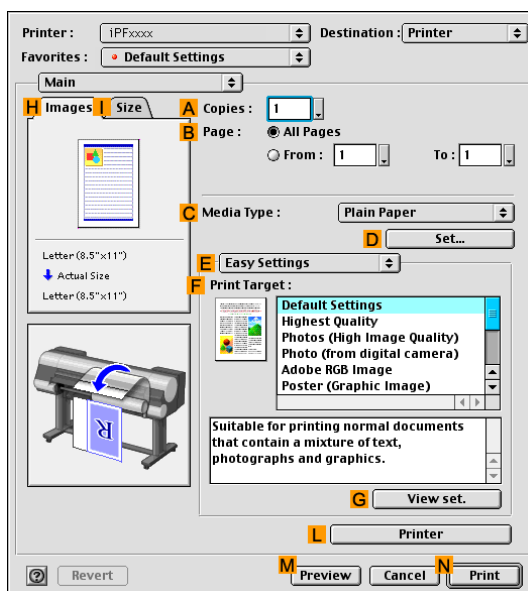 Printer : iPFxxxx Destination : Printer
Favorites : Default Settings
Main
H Images I Size
A Copies : 1
B Page : All Pages
From : 1 To : 1
C Media Type : Plain Paper
D Set...
Letter (8.5"x11")
Actual Size
Letter (8.5"x11")
E Easy Settings
F Print Target :
Default Settings
Highest Quality
Photos (High Image Quality)
Photo (from digital camera)
Adobe RGB Image
Poster (Graphic Image)
R
Suitable for printing normal documents
that contain a mixture of text,
photographs and graphics.
G View set.
L Printer
? Revert M Preview Cancel N Print